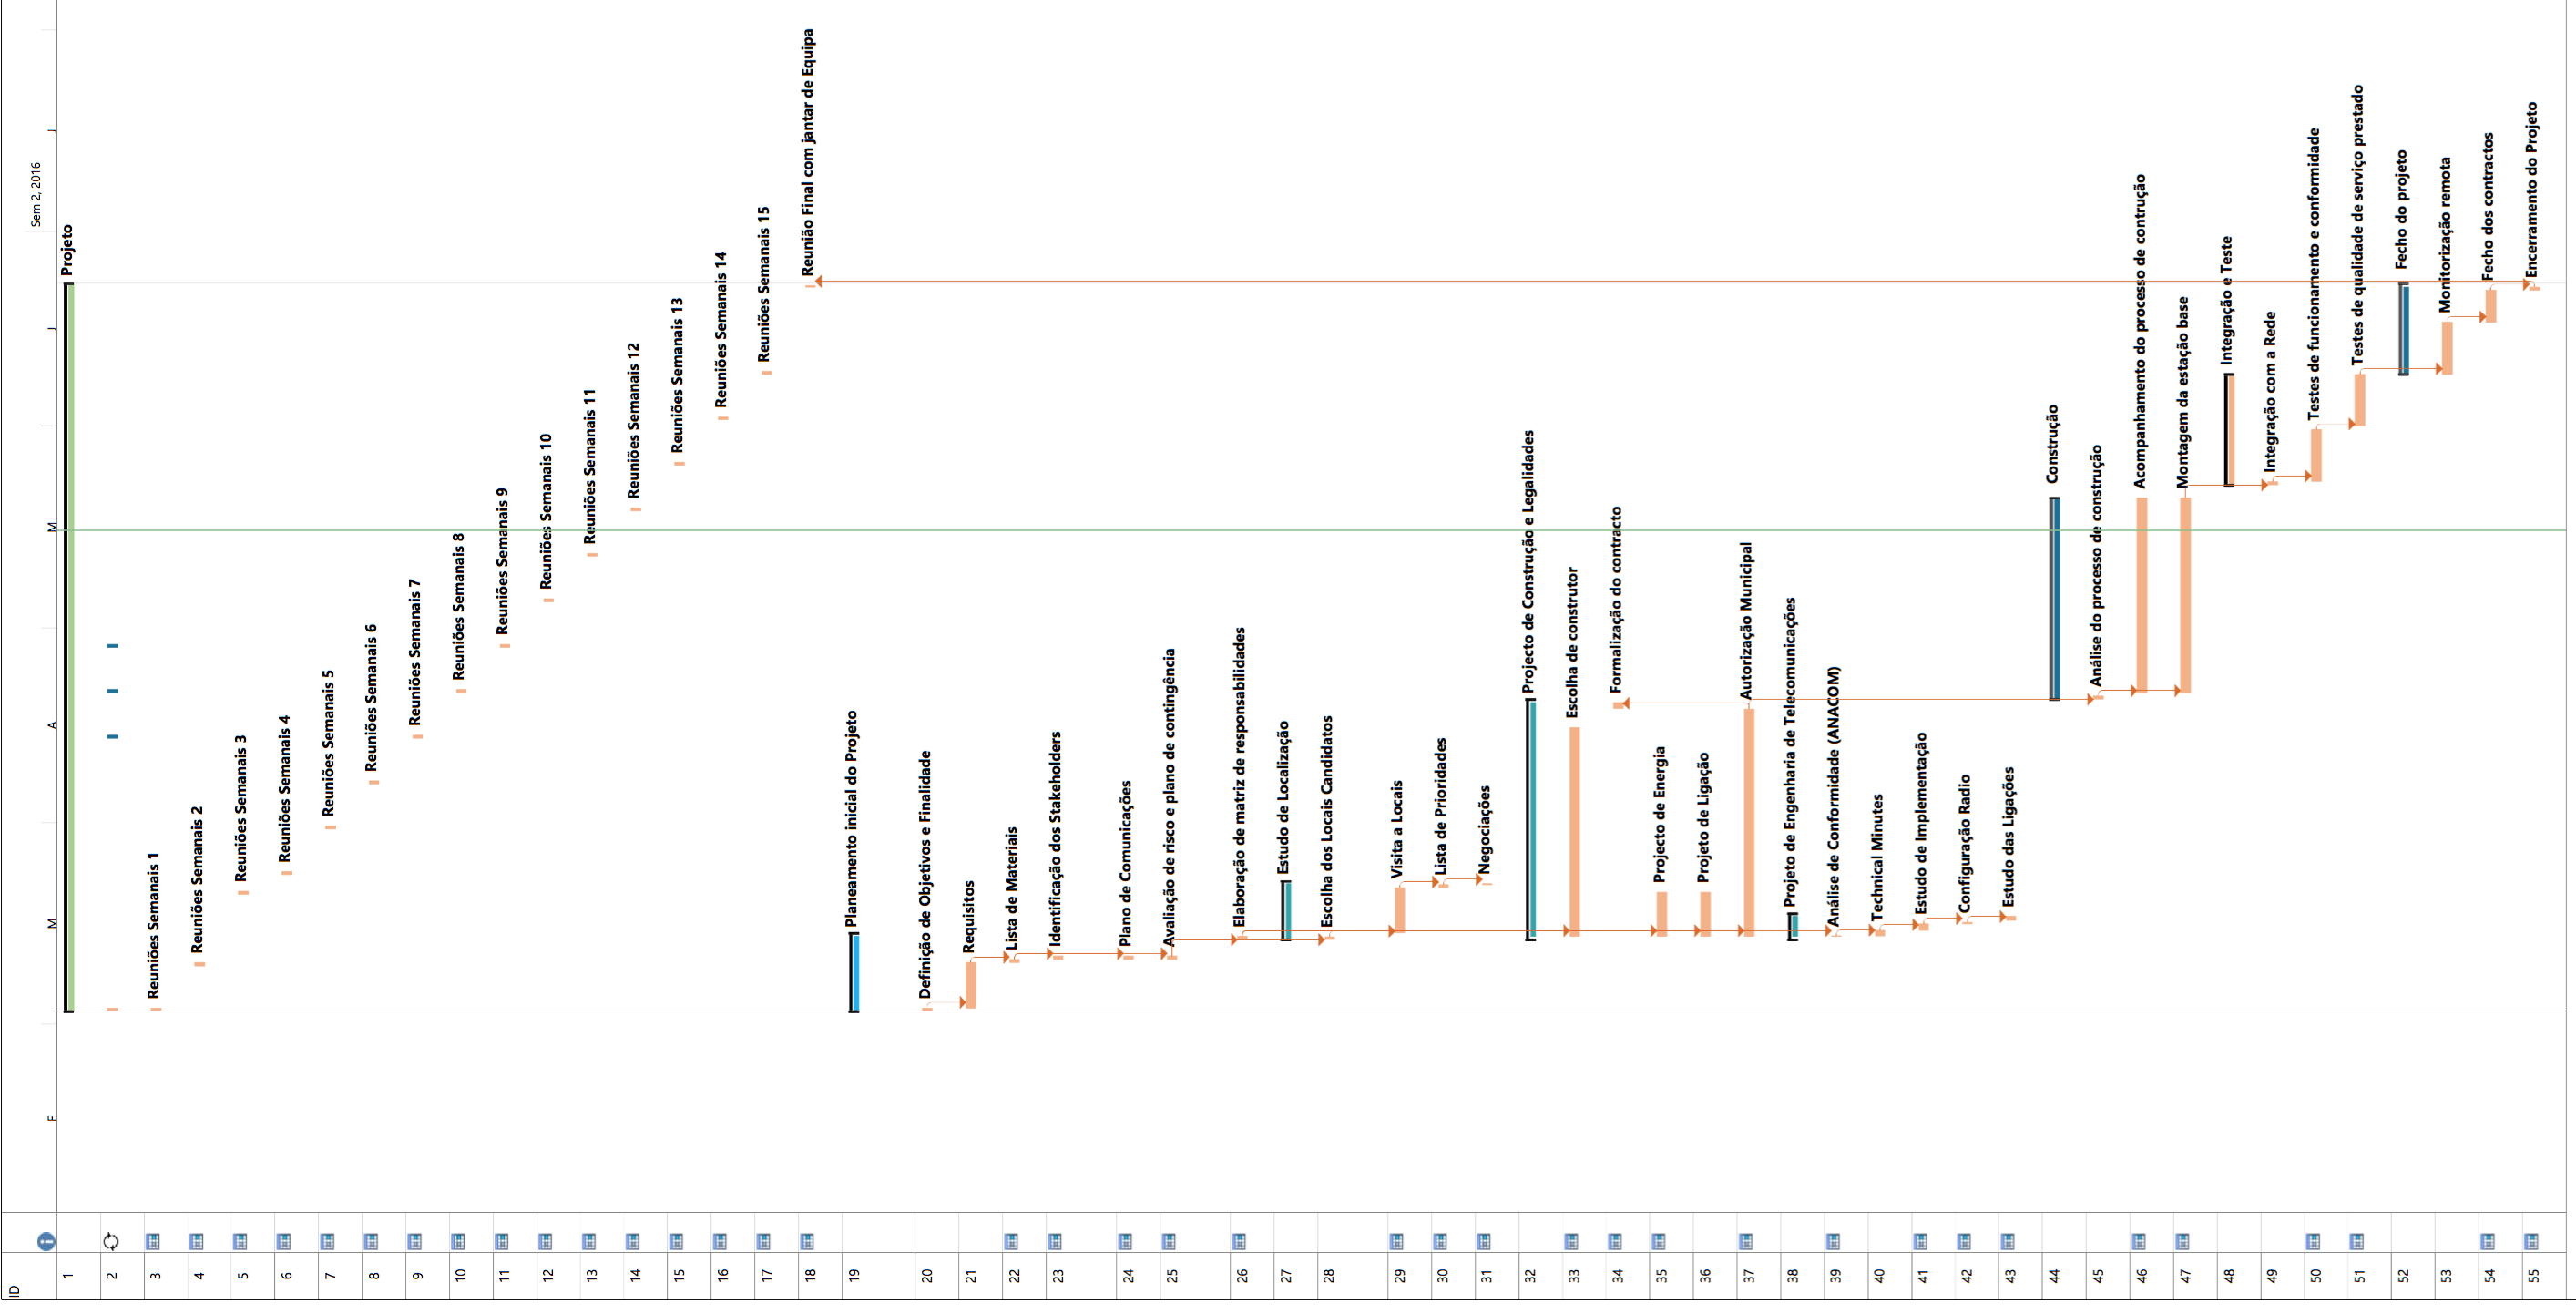 ID
Sem 2, 2016
F M A M J J
1 Projeto
2
3 Reuniões Semanais 1
4 Reuniões Semanais 2
5 Reuniões Semanais 3
6 Reuniões Semanais 4
7 Reuniões Semanais 5
8 Reuniões Semanais 6
9 Reuniões Semanais 7
10 Reuniões Semanais 8
11 Reuniões Semanais 9
12 Reuniões Semanais 10
13 Reuniões Semanais 11
14 Reuniões Semanais 12
15 Reuniões Semanais 13
16 Reuniões Semanais 14
17 Reuniões Semanais 15
18 Reunião Final com jantar de Equipa
19 Planeamento inicial do Projeto
20 Definição de Objetivos e Finalidade
21 Requisitos
22 Lista de Materiais
23 Identificação dos Stakeholders
24 Plano de Comunicações
25 Avaliação de risco e plano de contingência
26 Elaboração de matriz de responsabilidades
27 Estudo de Localização
28 Escolha dos Locais Candidatos
29 Visita a Locais
30 Lista de Prioridades
31 Negociações
32 Projecto de Construção e Legalidades
33 Escolha de construtor
34 Formalização do contracto
35 Projecto de Energia
36 Projeto de Ligação
37 Autorização Municipal
38 Projeto de Engenharia de Telecomunicações
39 Análise de Conformidade (ANACOM)
40 Technical Minutes
41 Estudo de Implementação
42 Configuração Radio
43 Estudo das Ligações
44 Construção
45 Análise do processo de construção
46 Acompanhamento do processo de contrução
47 Montagem da estação base
48 Integração e Teste
49 Integração com a Rede
50 Testes de funcionamento e conformidade
51 Testes de qualidade de serviço prestado
52 Fecho do projeto
53 Monitorização remota
54 Fecho dos contractos
55 Encerramento do Projeto